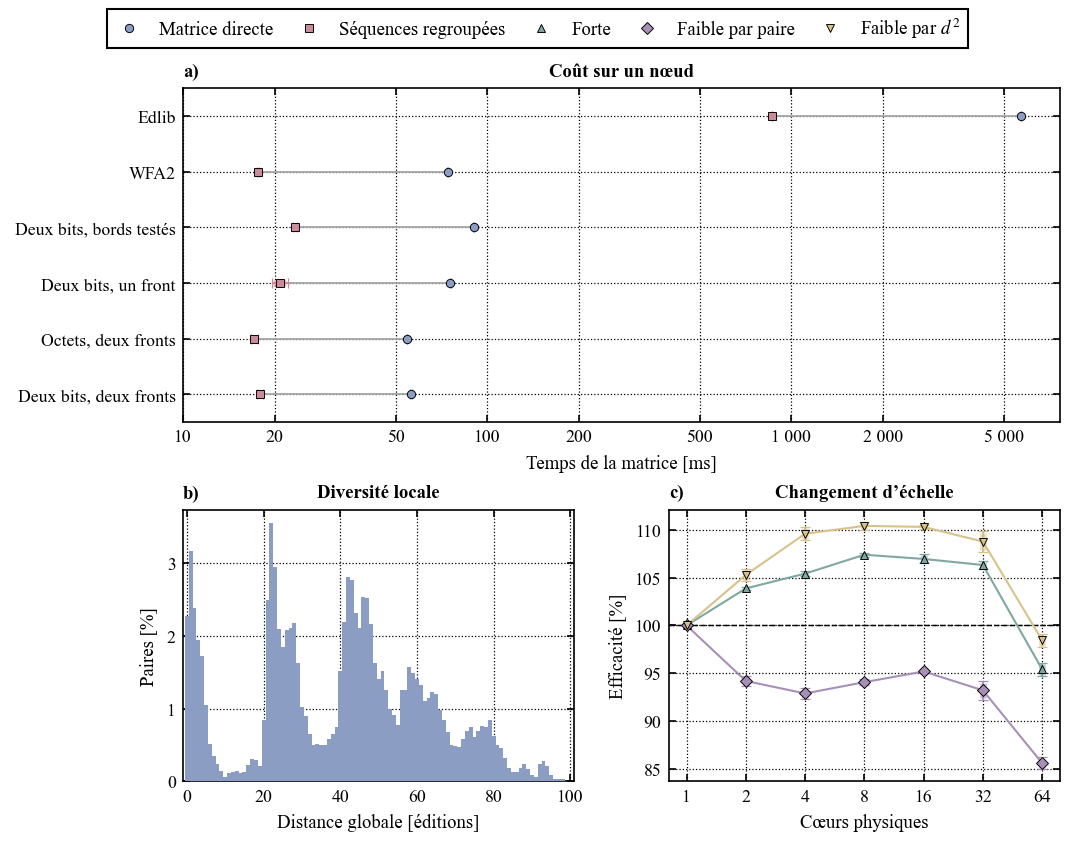 Matrice directe Séquences regroupées Forte Faible par paire Faible par d²
a) Coût sur un nœud
Edlib
WFA2
Deux bits, bords testés
Deux bits, un front
Octets, deux fronts
Deux bits, deux fronts
10 20 50 100 200 500 1 000 2 000 5 000
Temps de la matrice [ms]
b) Diversité locale
Paires [%]
3
2
1
0
0 20 40 60 80 100
Distance globale [éditions]
c) Changement d’échelle
Efficacité [%]
110
105
100
95
90
85
1 2 4 8 16 32 64
Cœurs physiques